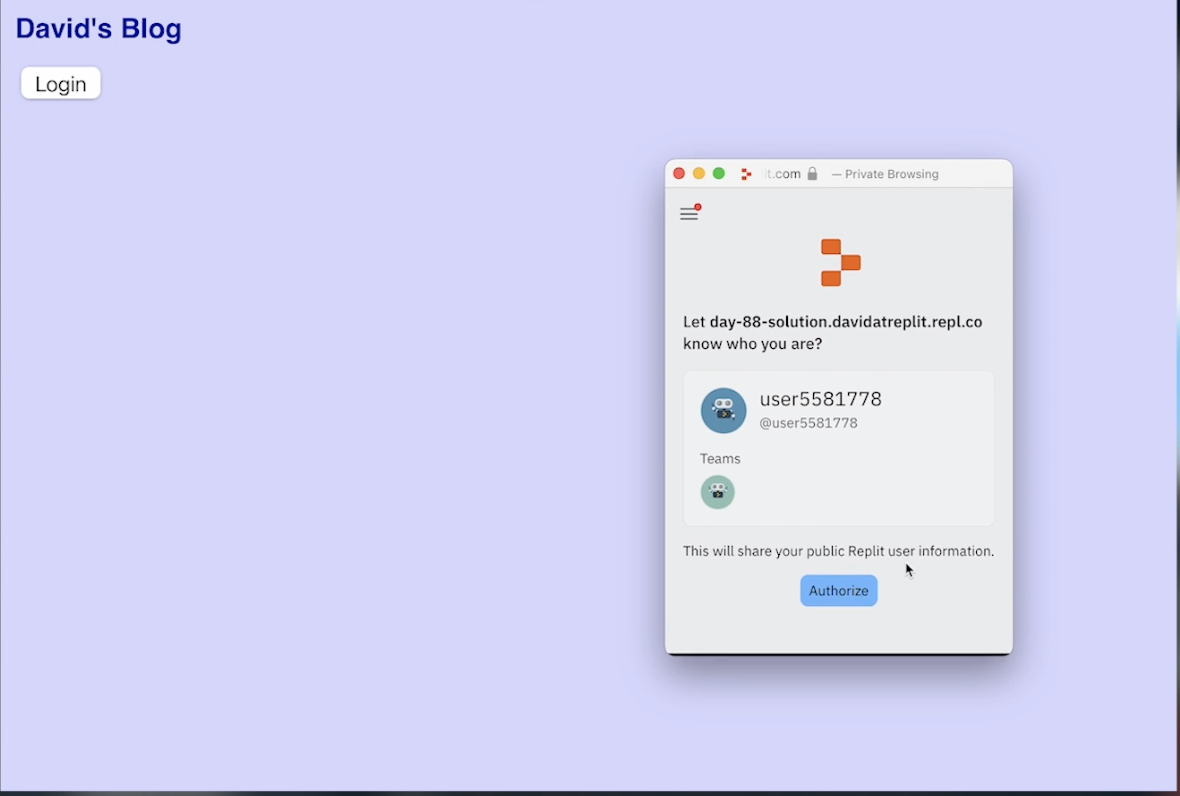 David's Blog
Login
it.com — Private Browsing
Let day-88-solution.davidatreplit.repl.co
know who you are?
user5581778
@user5581778
Teams
This will share your public Replit user information.
Authorize